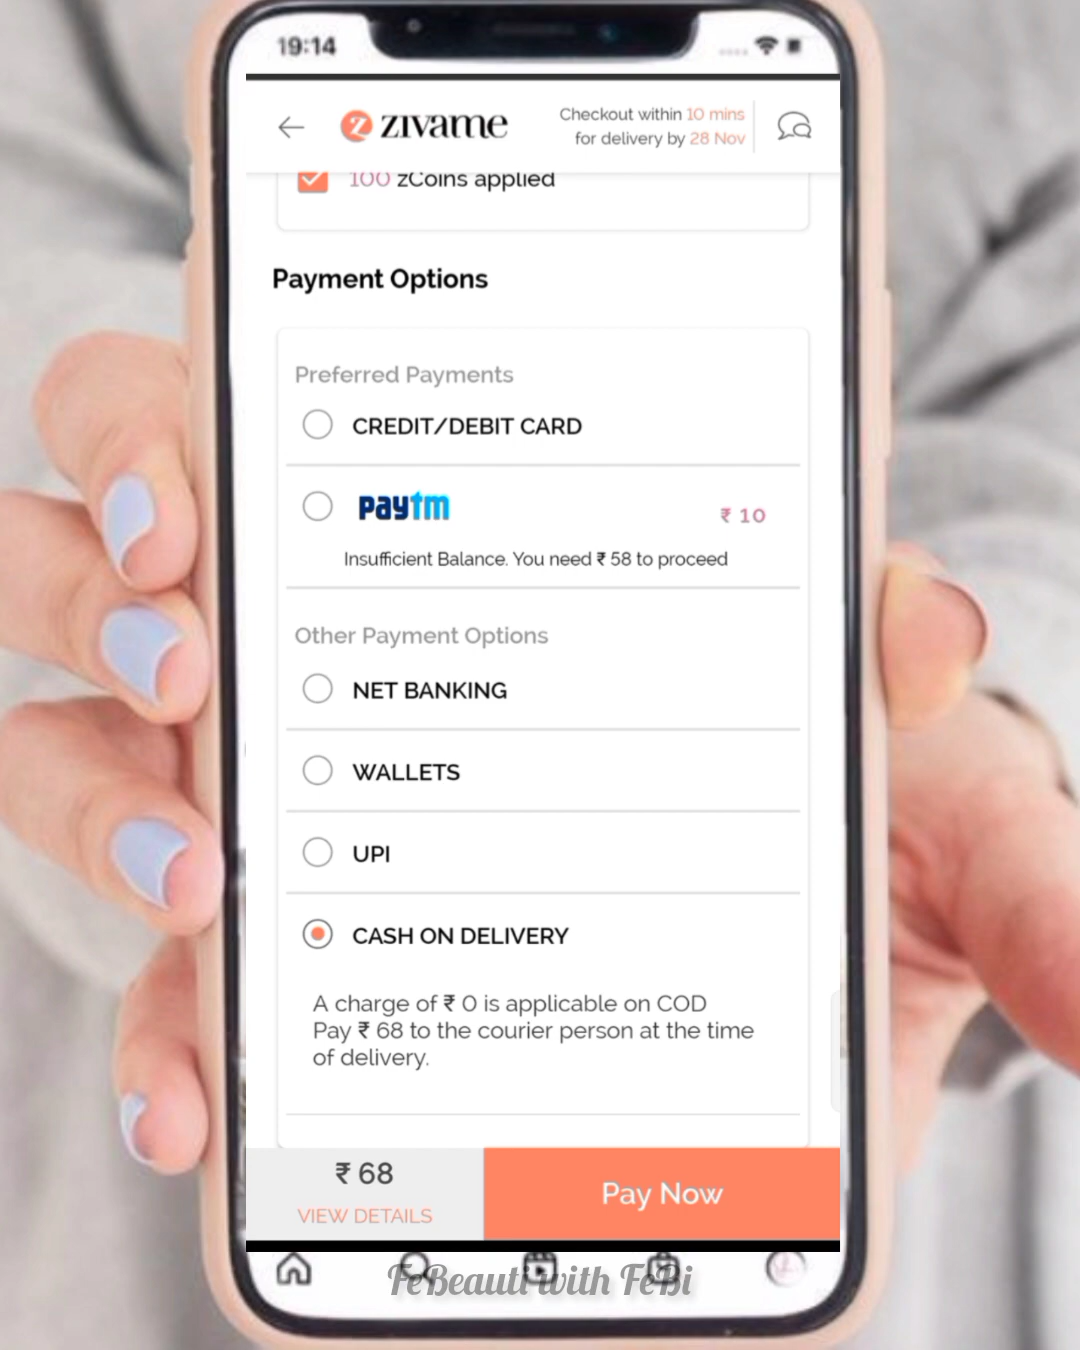 19:14
zivame
Checkout within 10 mins
for delivery by 28 Nov
100 zCoins applied
Payment Options
Preferred Payments
CREDIT/DEBIT CARD
paytm
₹ 10
Insufficient Balance. You need ₹ 58 to proceed
Other Payment Options
NET BANKING
WALLETS
UPI
CASH ON DELIVERY
A charge of ₹ 0 is applicable on COD
Pay ₹ 68 to the courier person at the time
of delivery.
₹ 68
VIEW DETAILS
Pay Now
FeBeauti with FeBi